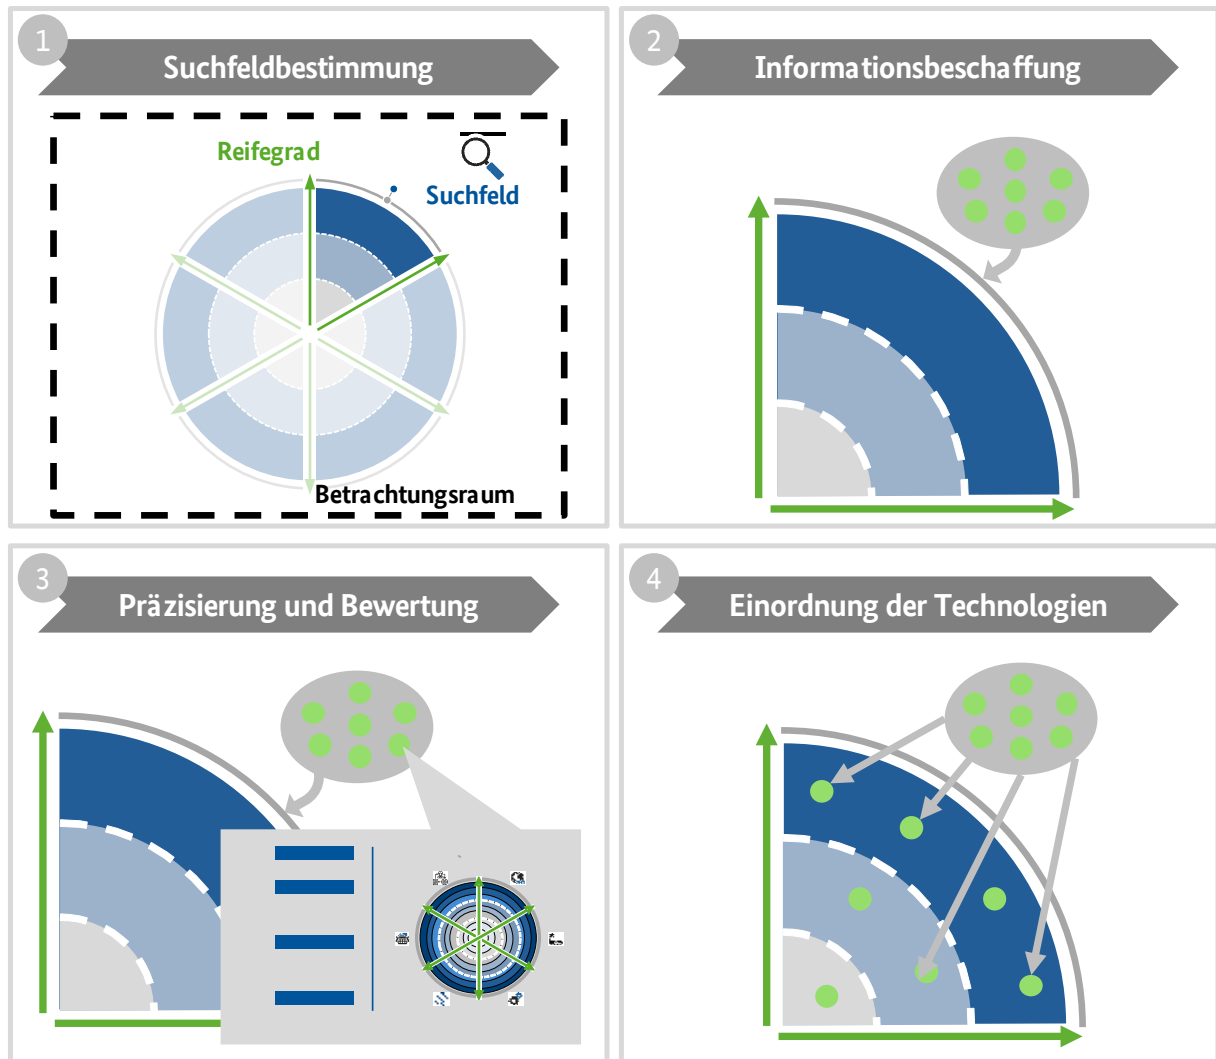 1
Suchfeldbestimmung
Reifegrad
Suchfeld
Betrachtungsraum
2
Informationsbeschaffung
3
Präzisierung und Bewertung
4
Einordnung der Technologien